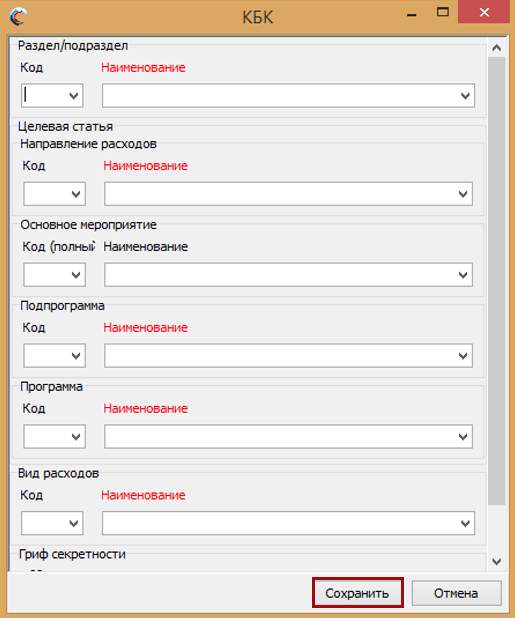 КБК
Раздел/подраздел
Код Наименование
Целевая статья
Направление расходов
Код Наименование
Основное мероприятие
Код (полный Наименование
Подпрограмма
Код Наименование
Программа
Код Наименование
Вид расходов
Код Наименование
Гриф секретности
Сохранить Отмена